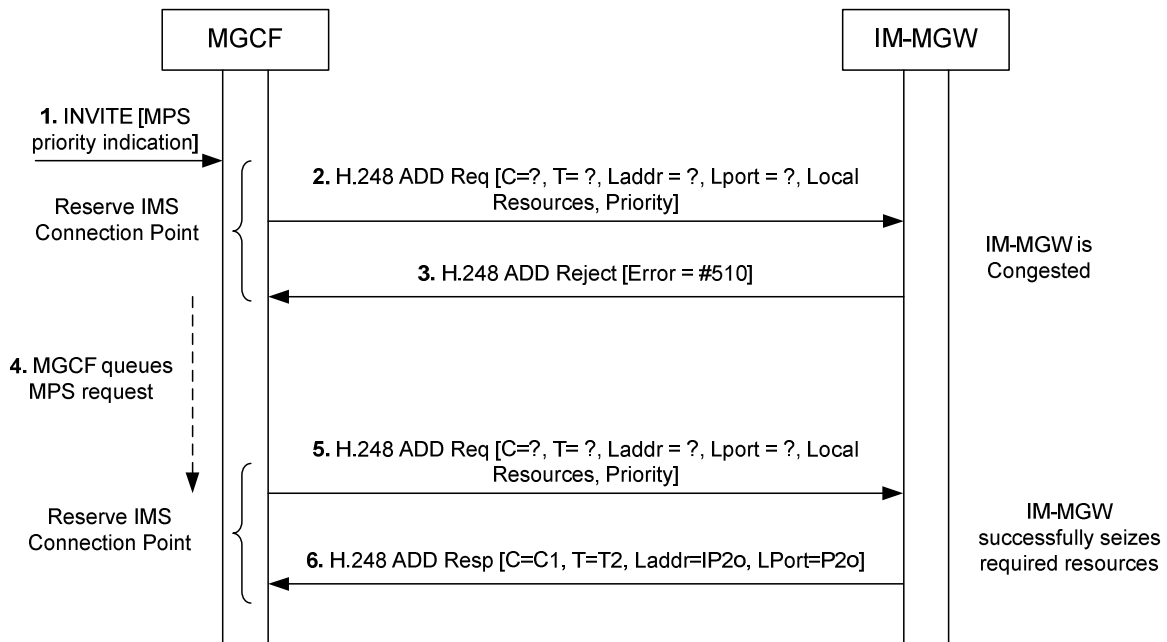 MGCF
IM-MGW
1. INVITE [MPS
priority indication]
2. H.248 ADD Req [C=?, T= ?, Laddr = ?, Lport = ?, Local
Resources, Priority]
Reserve IMS
Connection Point
IM-MGW is
Congested
3. H.248 ADD Reject [Error = #510]
4. MGCF queues
MPS request
5. H.248 ADD Req [C=?, T= ?, Laddr = ?, Lport = ?, Local
Resources, Priority]
Reserve IMS
Connection Point
IM-MGW
successfully seizes
required resources
6. H.248 ADD Resp [C=C1, T=T2, Laddr=IP2o, LPort=P2o]